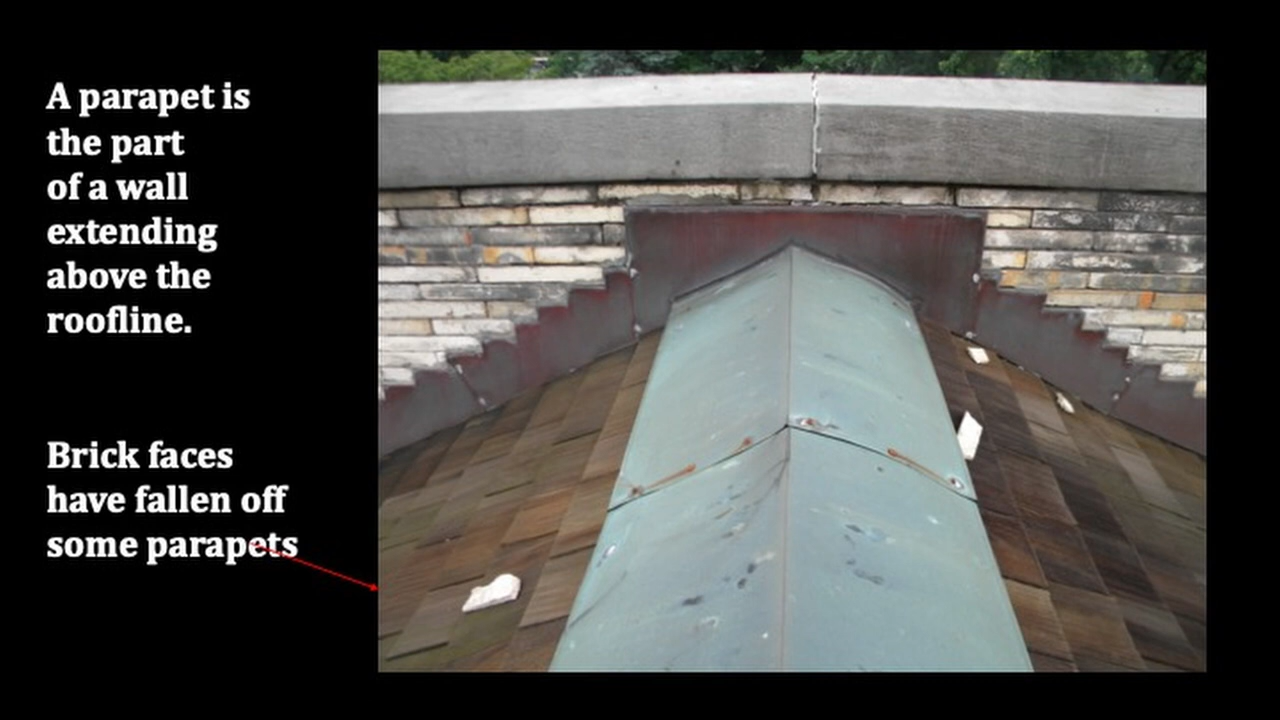 A parapet is
the part
of a wall
extending
above the
roofline.
Brick faces
have fallen off
some parapets